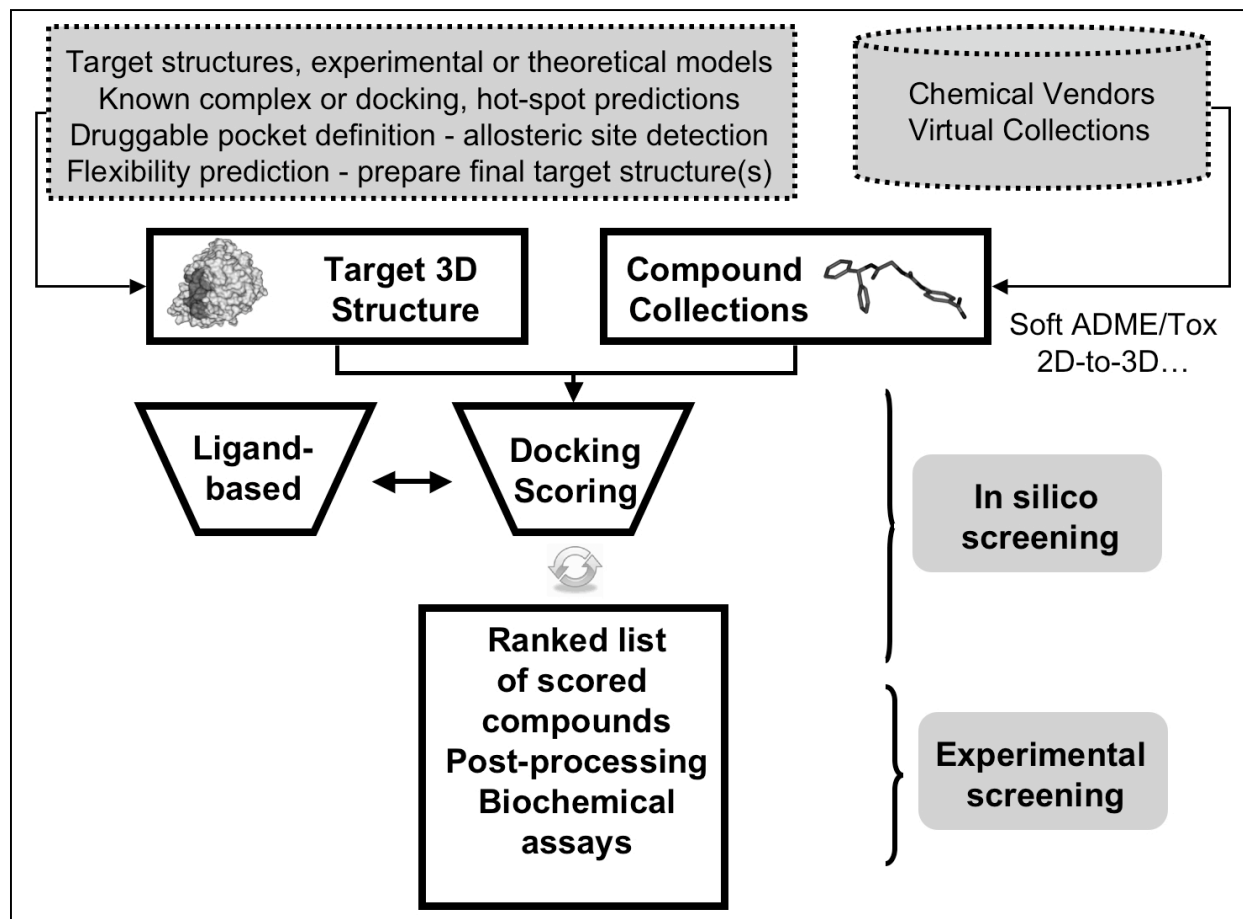 Target structures, experimental or theoretical models
Known complex or docking, hot-spot predictions
Druggable pocket definition - allosteric site detection
Flexibility prediction - prepare final target structure(s)
Chemical Vendors
Virtual Collections
Target 3D
Structure
Compound
Collections
Soft ADME/Tox
2D-to-3D…
Ligand-
based
Docking
Scoring
In silico
screening
Ranked list
of scored
compounds
Post-processing
Biochemical
assays
Experimental
screening